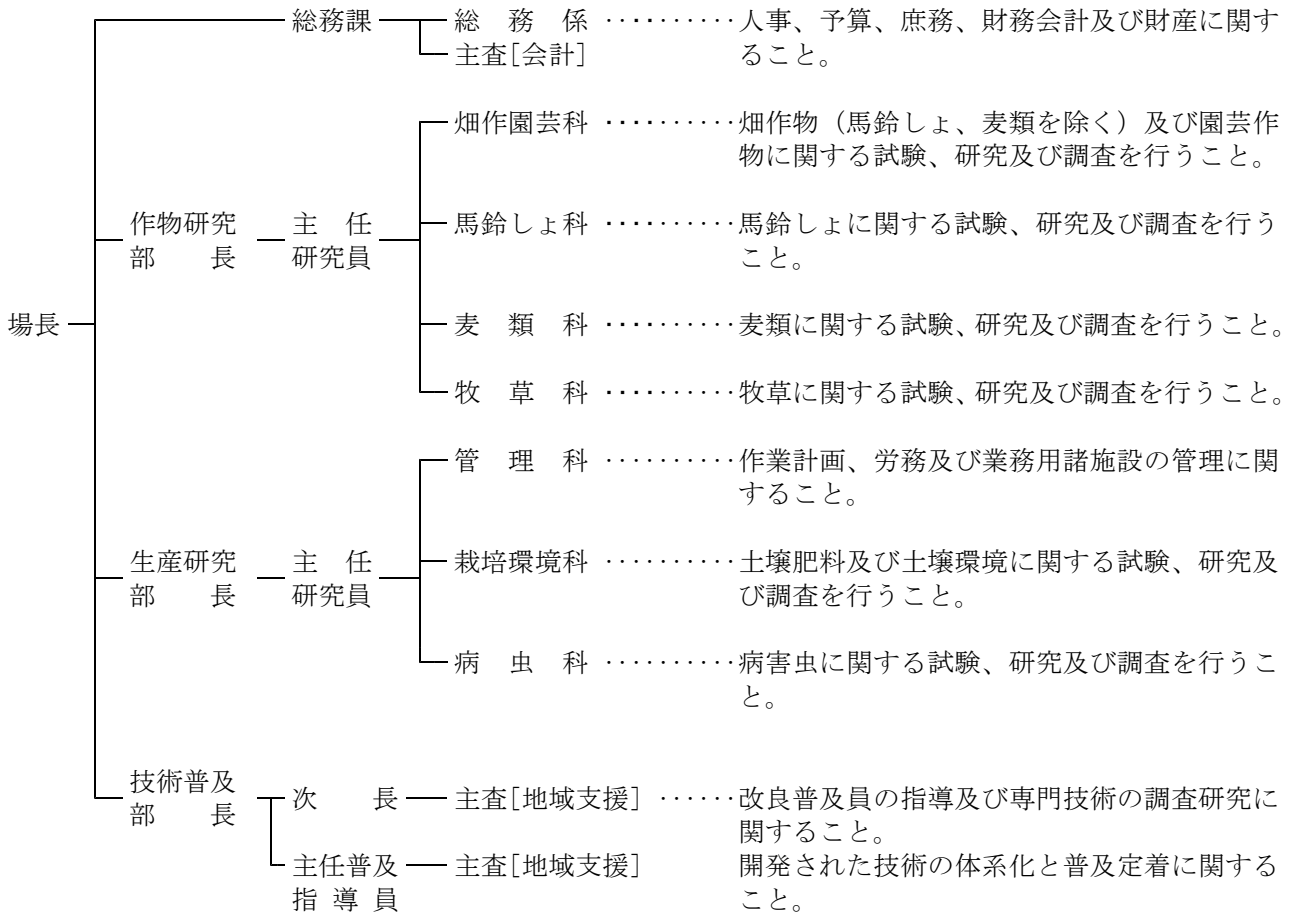 総務課 総務係 ··········人事、予算、庶務、財務会計及び財産に関す
主査[会計] ること。
畑作園芸科 ··········畑作物（馬鈴しょ、麦類を除く）及び園芸作
物に関する試験、研究及び調査を行うこと。
作物研究 主任 馬鈴しょ科 ··········馬鈴しょに関する試験、研究及び調査を行う
部長 研究員 こと。
場長 麦類科 ··········麦類に関する試験、研究及び調査を行うこと。
牧草科 ··········牧草に関する試験、研究及び調査を行うこと。
管理科 ··········作業計画、労務及び業務用諸施設の管理に関
すること。
生産研究 主任 栽培環境科 ··········土壌肥料及び土壌環境に関する試験、研究及
部長 研究員 び調査を行うこと。
病虫科 ··········病害虫に関する試験、研究及び調査を行うこ
と。
技術普及 次長 主査[地域支援] ······改良普及員の指導及び専門技術の調査研究に
部長 関すること。
主任普及 主査[地域支援] 開発された技術の体系化と普及定着に関する
指導員 こと。